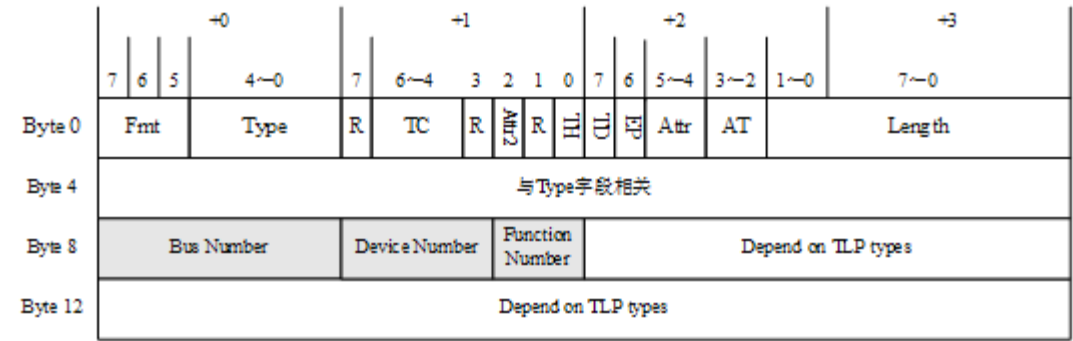 +0 +1 +2 +3
7 6 5 4~0 7 6~4 3 2 1 0 7 6 5~4 3~2 1~0 7~0
Byte 0 Fmt Type R TC R Attr2 R TH TD EP Attr AT Length
Byte 4 与Type字段相关
Byte 8 Bus Number Device Number Function Number Depend on TLP types
Byte 12 Depend on TLP types